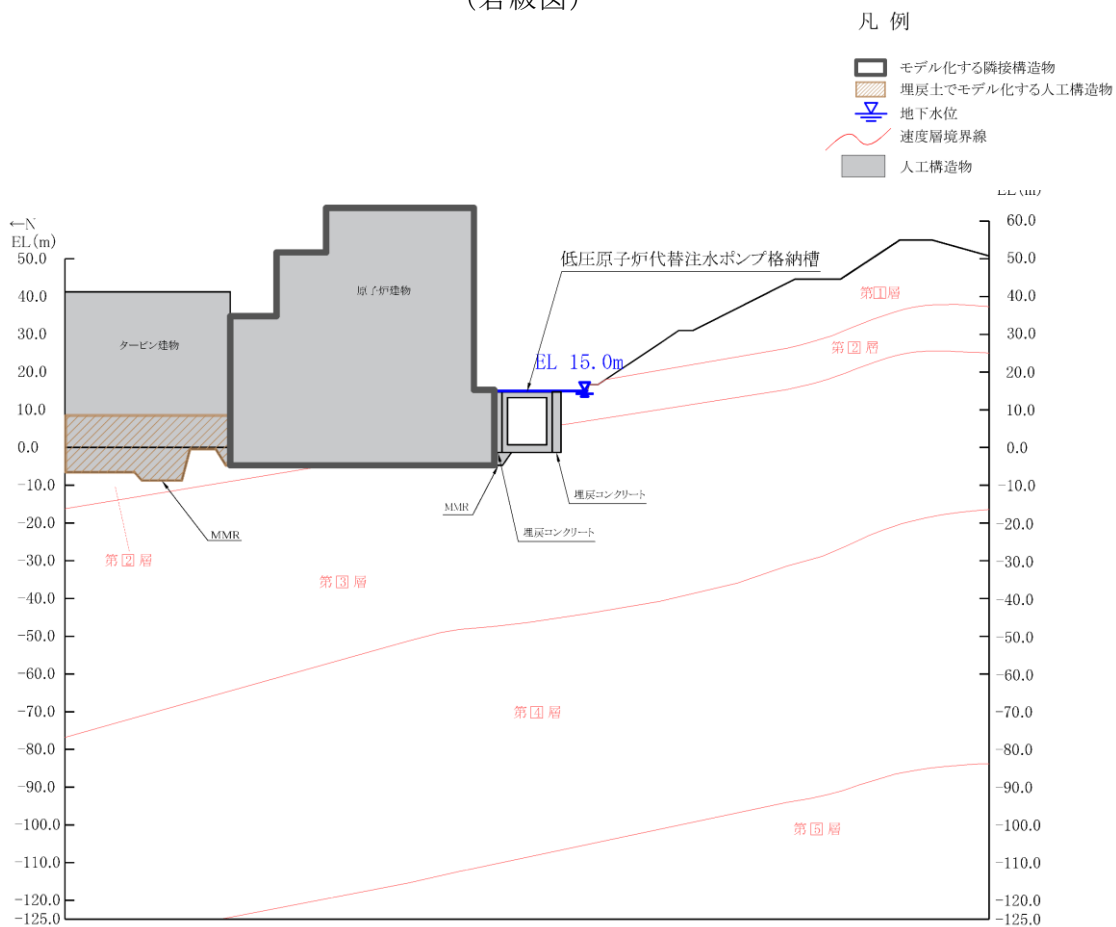 凡 例
モデル化する隣接構造物
埋戻土でモデル化する人工構造物
地下水位
速度層境界線
人工構造物
←N
EL(m)
50.0
40.0
30.0
20.0
10.0
0.0
-10.0
-20.0
-30.0
-40.0
-50.0
-60.0
-70.0
-80.0
-90.0
-100.0
-110.0
-120.0
-125.0
タービン建物
原子炉建物
低圧原子炉代替注水ポンプ格納槽
EL 15.0m
MMR
MMR
埋戻コンクリート
埋戻コンクリート
第1層
第2層
第2層
第3層
第4層
第5層
EL(m)
60.0
50.0
40.0
30.0
20.0
10.0
0.0
-10.0
-20.0
-30.0
-40.0
-50.0
-60.0
-70.0
-80.0
-90.0
-100.0
-110.0
-120.0
-125.0